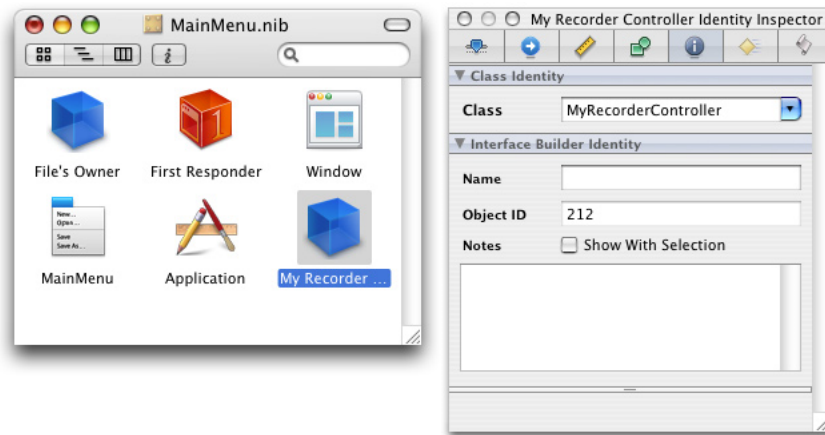 MainMenu.nib
File's Owner
First Responder
Window
New...
Open...
Save
Save As...
MainMenu
Application
My Recorder ...
My Recorder Controller Identity Inspector
Class Identity
Class MyRecorderController
Interface Builder Identity
Name
Object ID 212
Notes Show With Selection